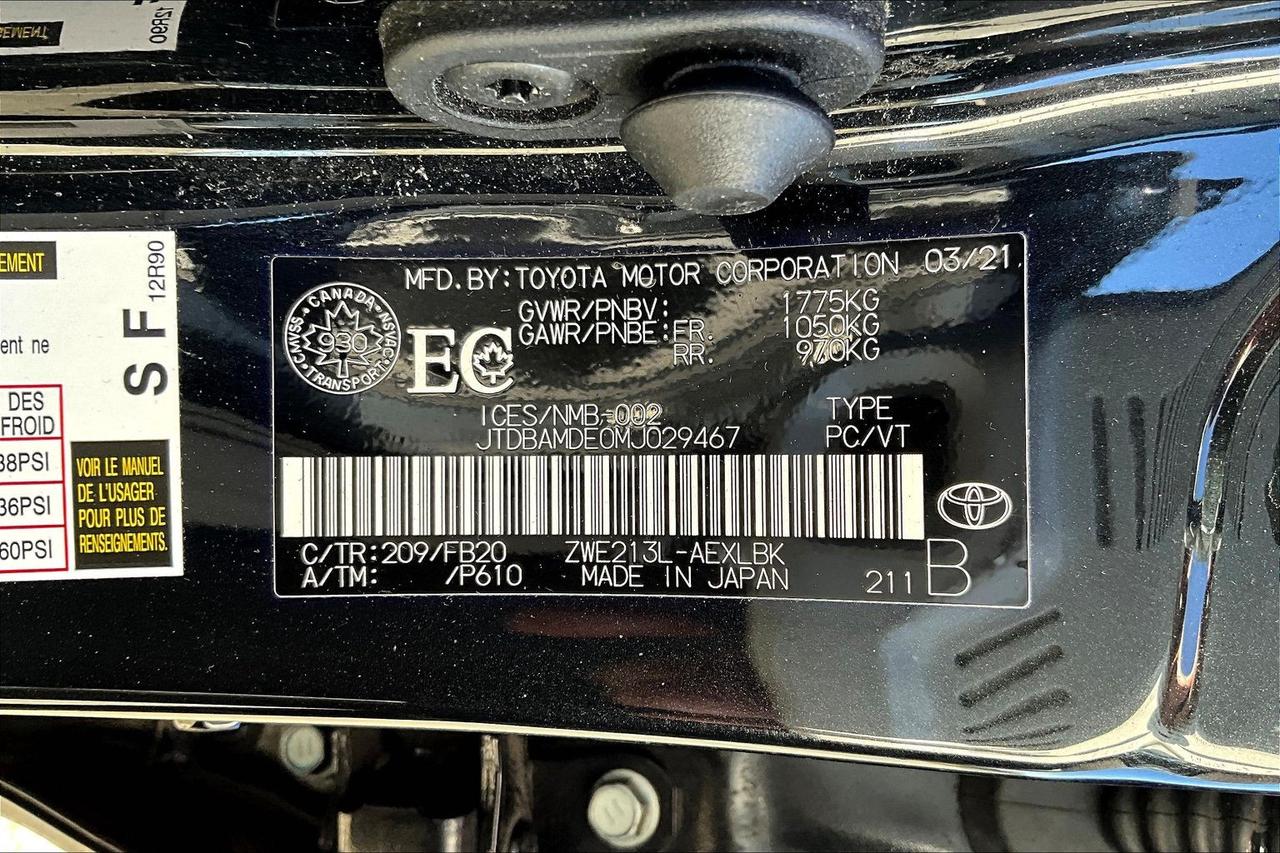 12R90
EMENT
EMENT
12R90
S F
ent ne
DES
FROID
38PSI
36PSI
60PSI
VOIR LE MANUEL
DE L'USAGER
POUR PLUS DE
RENSEIGNEMENTS.
MFD.BY:TOYOTA MOTOR CORPORATION 03/21
GVWR/PNBV: 1775KG
GAWR/PNBE:FR. 1050KG
RR. 970KG
CANADA
CMVSS 930 NSVAC
TRANSPORT
EC
ICES/NMB-002 TYPE
JTDBAMDE0MJ029467 PC/VT
C/TR:209/FB20 ZWE213L-AEXLBK
A/TM: /P610 MADE IN JAPAN 211 B